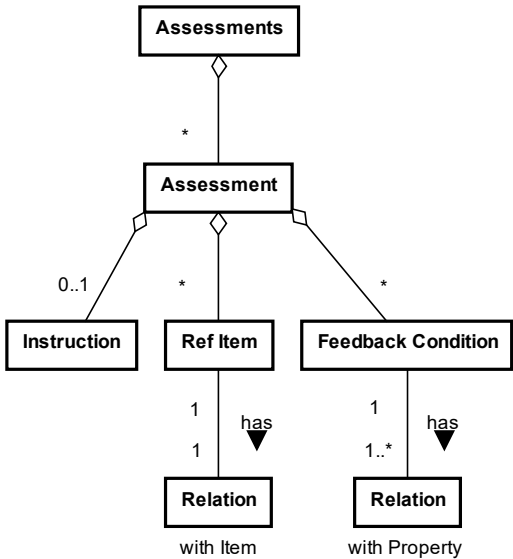 Assessments
*
Assessment
0..1 * *
Instruction Ref Item Feedback Condition
1 has 1 has
1 1..*
Relation Relation
with Item with Property